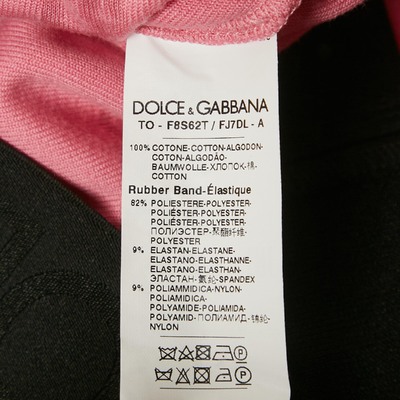 DOLCE & GABBANA
TO - F8S62T / FJ7DL - A
100% COTONE-COTTON-ALGODON-
COTON-ALGODÃO-
BAUMWOLLE-ХЛОПОК-棉-
COTTON
Rubber Band-Élastique
82% POLIESTERE-POLYESTER-
POLIÉSTER-POLYESTER-
POLIÉSTER-POLYESTER-
ПОЛИЭСТЕР-聚酯纤维-
POLYESTER
9% ELASTAN-ELASTANE-
ELASTANO-ELASTHANNE-
ELASTANO-ELASTHAN-
ЭЛАСТАН-氨纶-SPANDEX
9% POLIAMMIDICA-NYLON-
POLIAMIDICA-
POLYAMIDE-POLIAMIDA-
POLYAMID-ПОЛИАМИД-锦纶-
NYLON